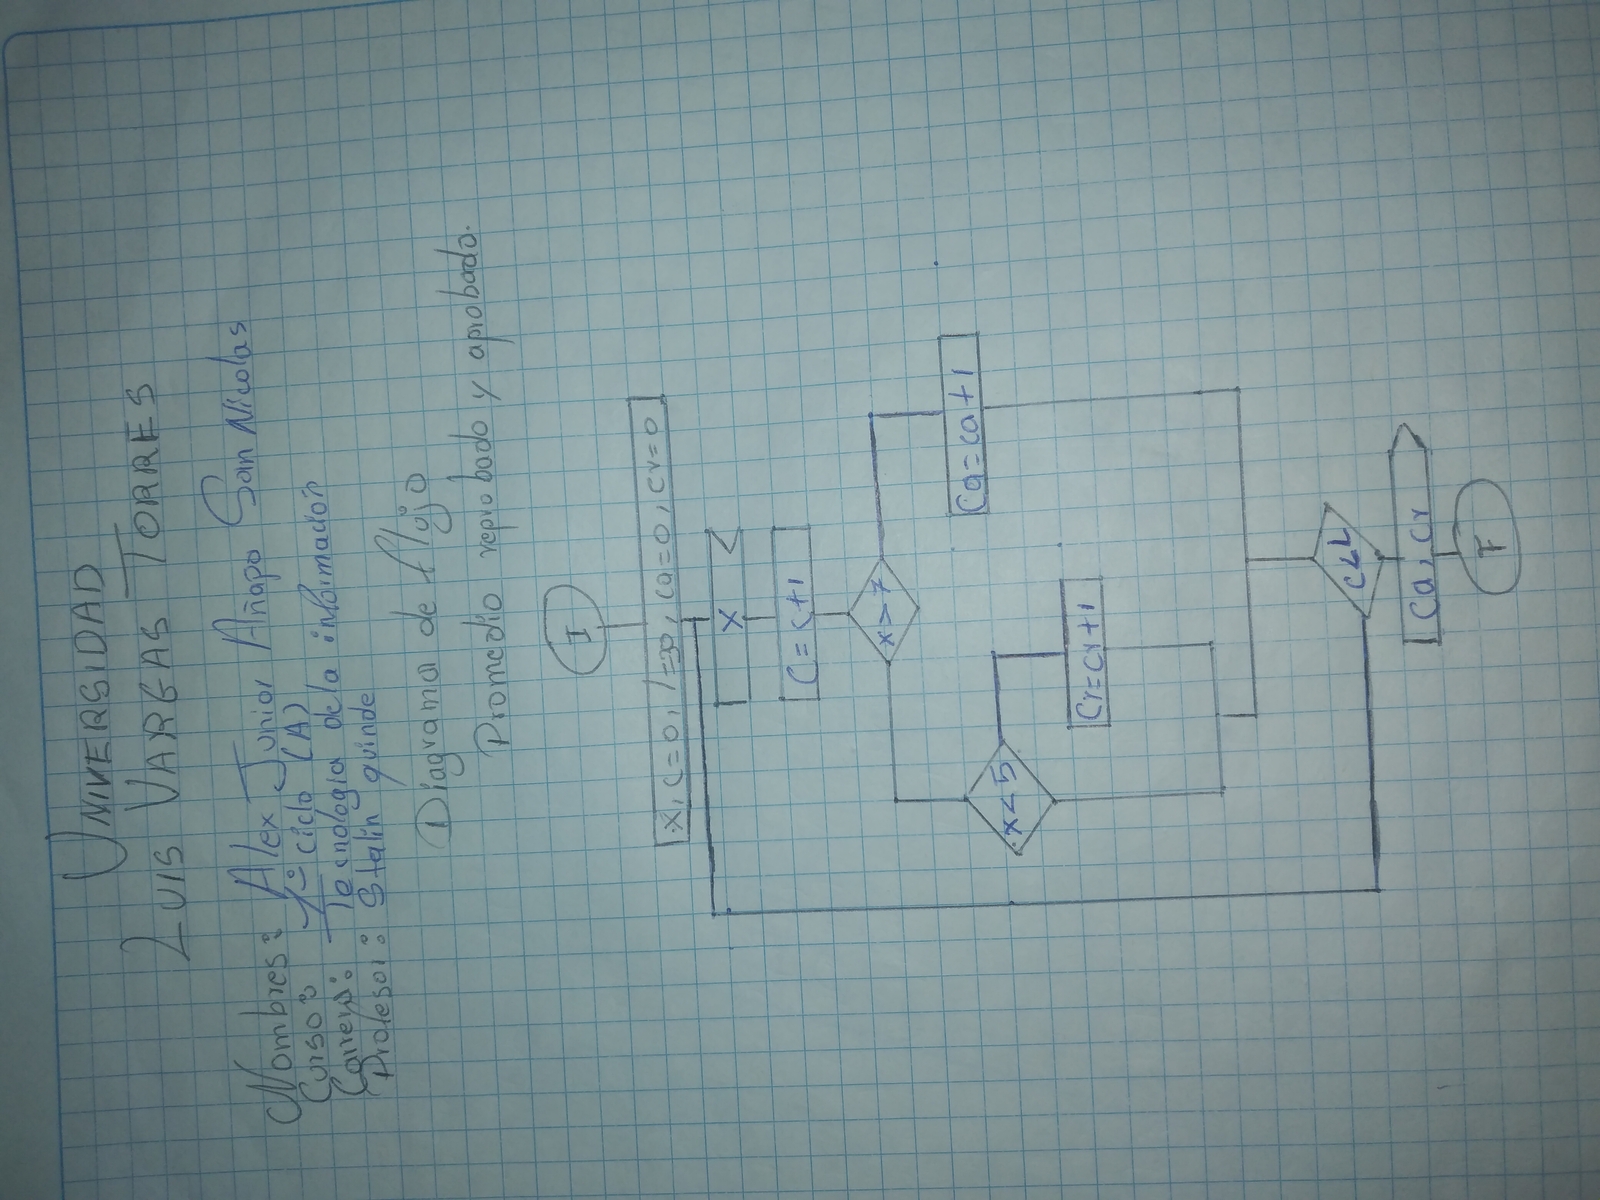 UNIVERSIDAD
LUIS VARGAS TORRES
Nombres: Alex Junior Añapa San Nicolas
Curso: 1º ciclo (A)
Carrera: Tecnologia de la informacion
Profesor: Stalin quinde
Diagrama de flujo
Promedio reprobado y aprobado.
I
x, c=0, l=30, ca=0, cr=0
x
C=c+1
x>7
Ca=ca+1
x<5
Cr=cr+1
C<L
Ca, cr
F